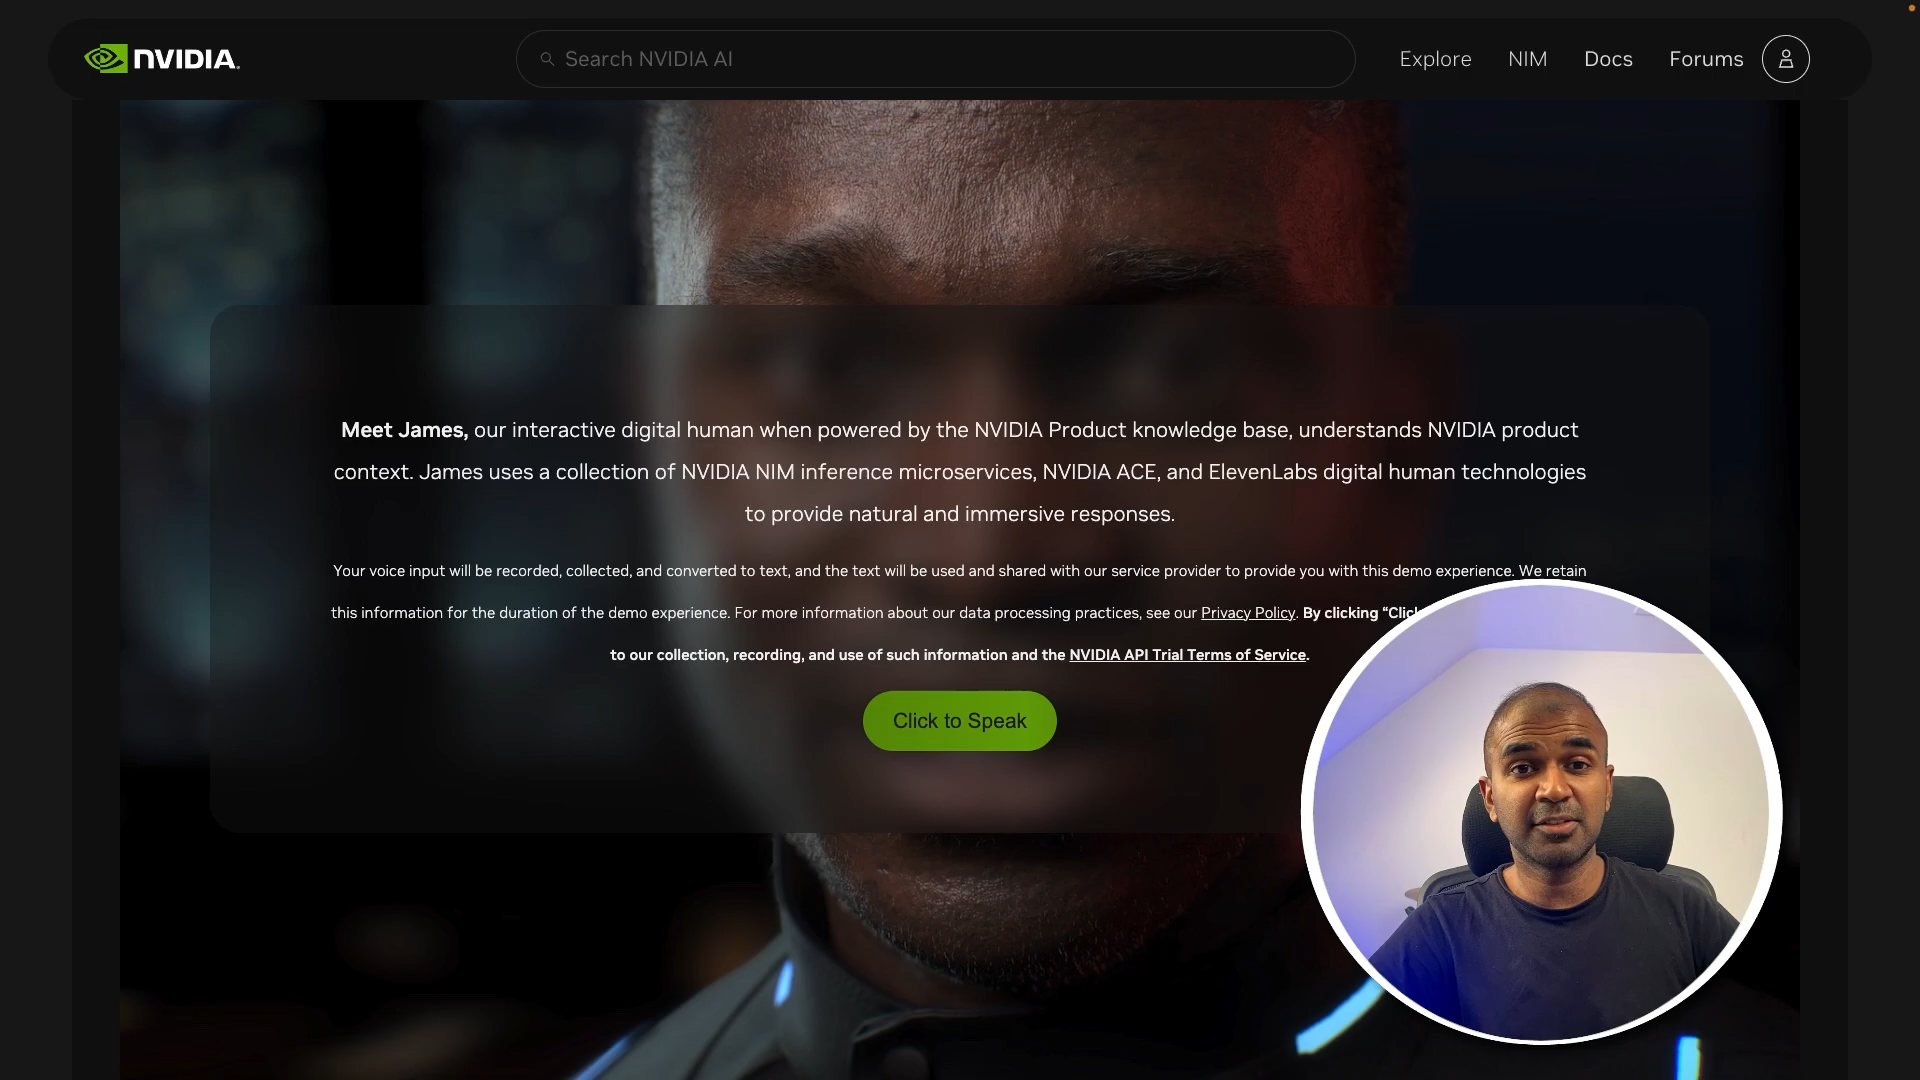 NVIDIA
Search NVIDIA AI
Explore NIM Docs Forums
Meet James, our interactive digital human when powered by the NVIDIA Product knowledge base, understands NVIDIA product
context. James uses a collection of NVIDIA NIM inference microservices, NVIDIA ACE, and ElevenLabs digital human technologies
to provide natural and immersive responses.
Your voice input will be recorded, collected, and converted to text, and the text will be used and shared with our service provider to provide you with this demo experience. We retain
this information for the duration of the demo experience. For more information about our data processing practices, see our Privacy Policy. By clicking
to our collection, recording, and use of such information and the NVIDIA API Trial Terms of Service.
Click to Speak